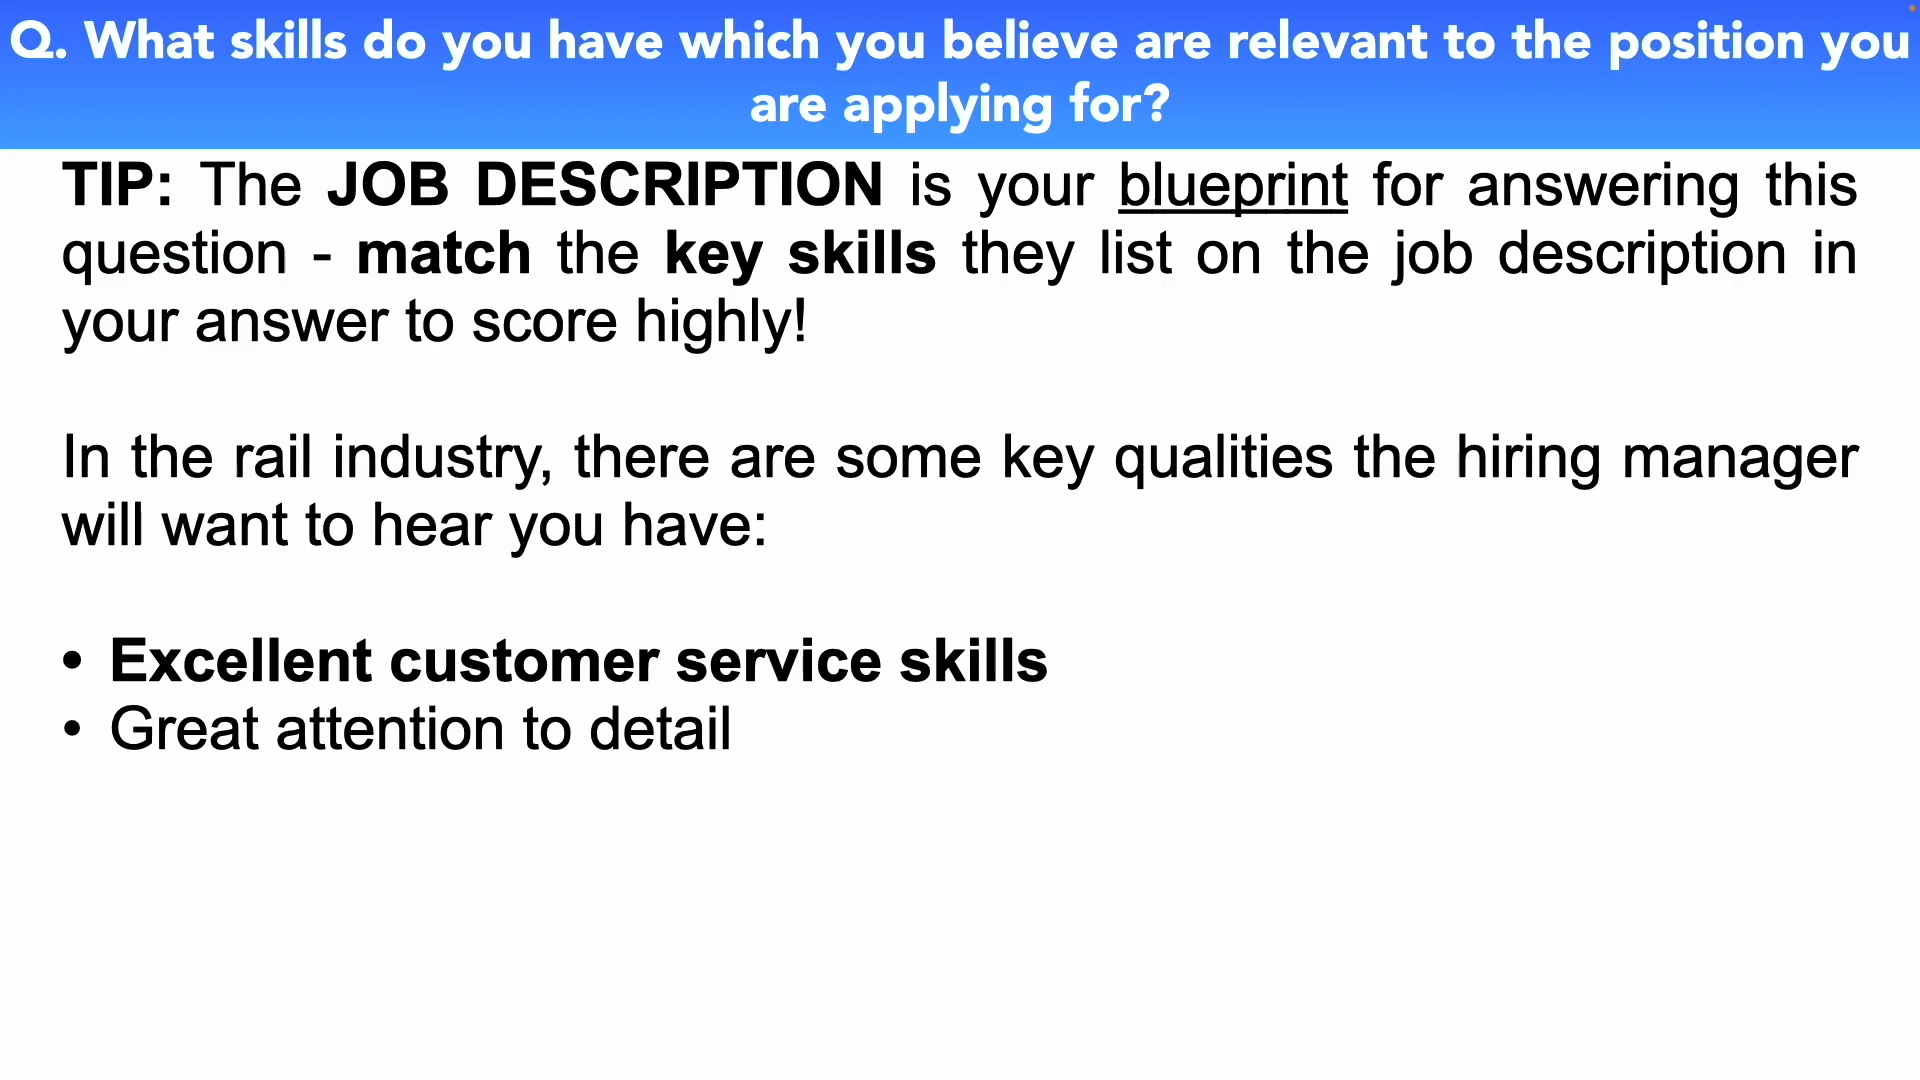 Q. What skills do you have which you believe are relevant to the position you
are applying for?
TIP: The JOB DESCRIPTION is your blueprint for answering this
question - match the key skills they list on the job description in
your answer to score highly!
In the rail industry, there are some key qualities the hiring manager
will want to hear you have:
• Excellent customer service skills
• Great attention to detail